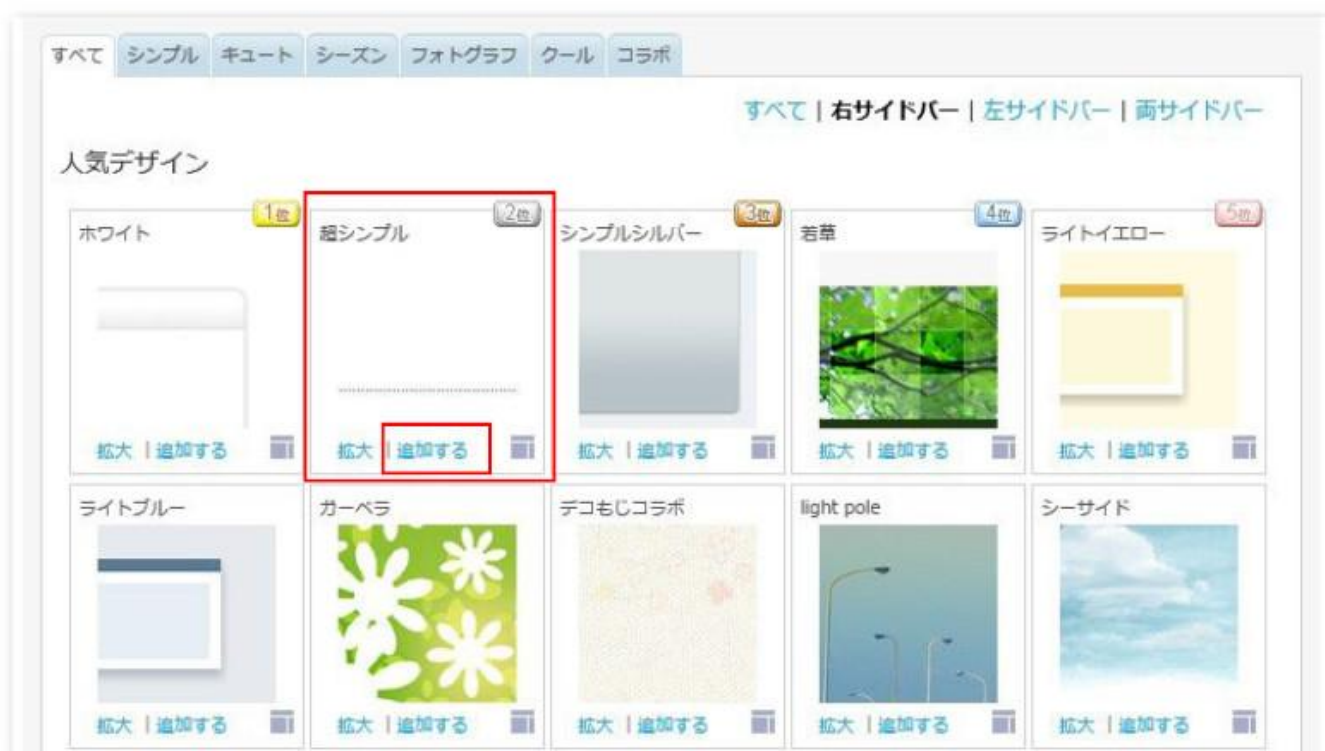 すべて シンプル キュート シーズン フォトグラフ クール コラボ
すべて | 右サイドバー | 左サイドバー | 両サイドバー
人気デザイン
1位 2位 3位 4位 5位
ホワイト 超シンプル シンプルシルバー 若草 ライトイエロー
拡大 | 追加する 拡大 | 追加する 拡大 | 追加する 拡大 | 追加する 拡大 | 追加する
ライトブルー ガーベラ デコもじコラボ light pole シーサイド
拡大 | 追加する 拡大 | 追加する 拡大 | 追加する 拡大 | 追加する 拡大 | 追加する